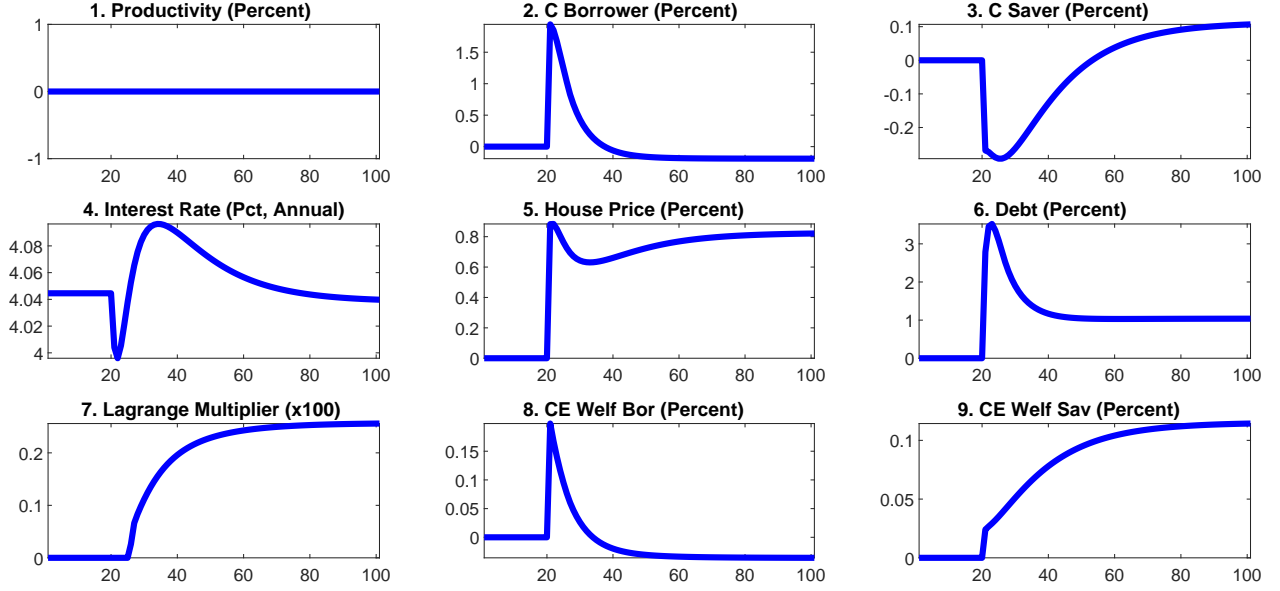 1. Productivity (Percent)
1
0
-1
20 40 60 80 100
2. C Borrower (Percent)
1.5
1
0.5
0
20 40 60 80 100
3. C Saver (Percent)
0.1
0
-0.1
-0.2
20 40 60 80 100
4. Interest Rate (Pct, Annual)
4.08
4.06
4.04
4.02
4
20 40 60 80 100
5. House Price (Percent)
0.8
0.6
0.4
0.2
0
20 40 60 80 100
6. Debt (Percent)
3
2
1
0
20 40 60 80 100
7. Lagrange Multiplier (x100)
0.2
0.1
0
20 40 60 80 100
8. CE Welf Bor (Percent)
0.15
0.1
0.05
0
20 40 60 80 100
9. CE Welf Sav (Percent)
0.1
0.05
0
20 40 60 80 100